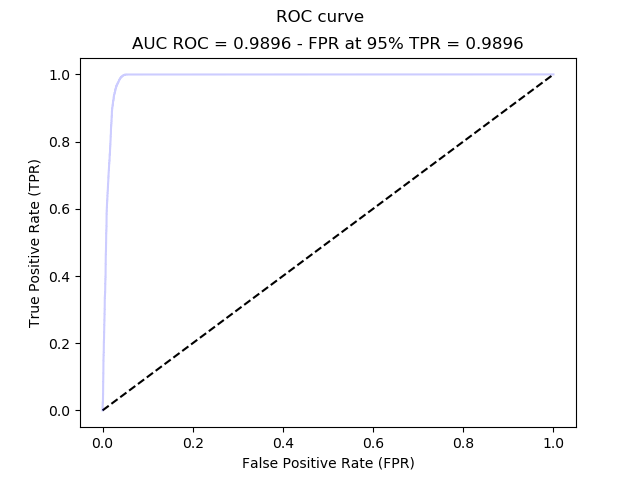 ROC curve
AUC ROC = 0.9896 - FPR at 95% TPR = 0.9896
1.0
0.8
0.6
0.4
0.2
0.0
True Positive Rate (TPR)
0.0 0.2 0.4 0.6 0.8 1.0
False Positive Rate (FPR)